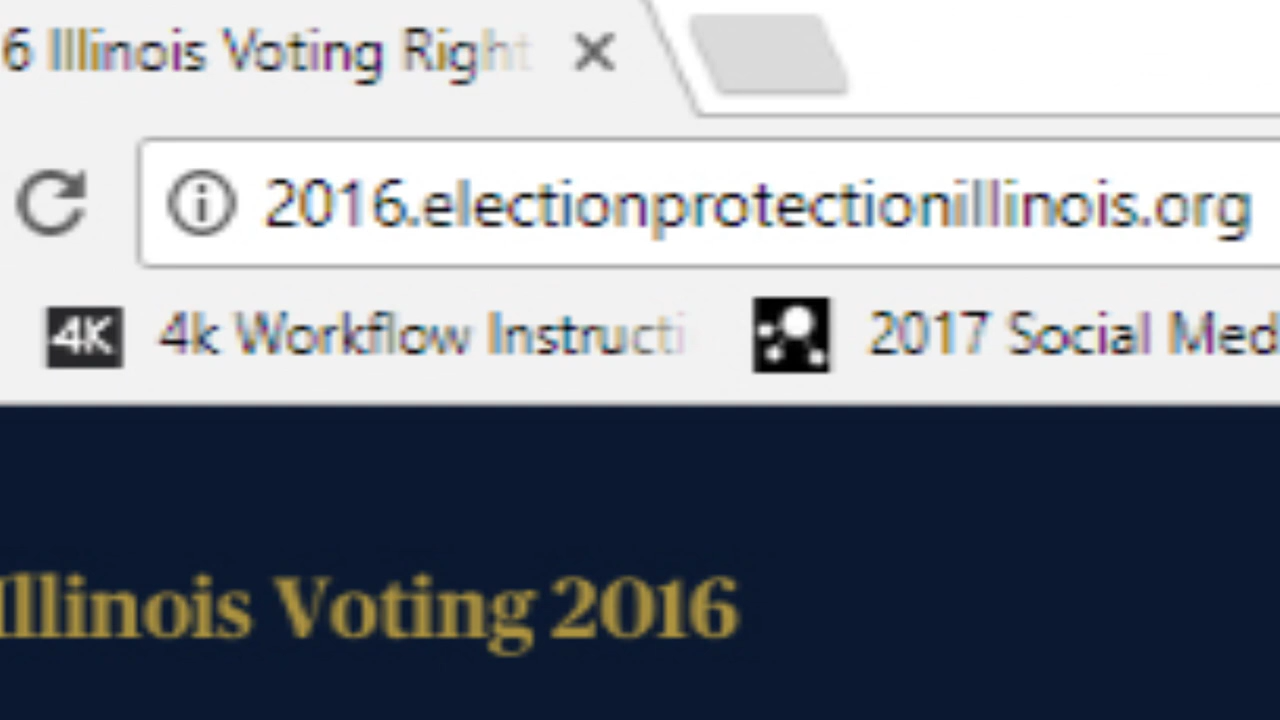 6 Illinois Voting Right
2016.electionprotectionillinois.org
4K 4k Workflow Instructi 2017 Social Med
Illinois Voting 2016